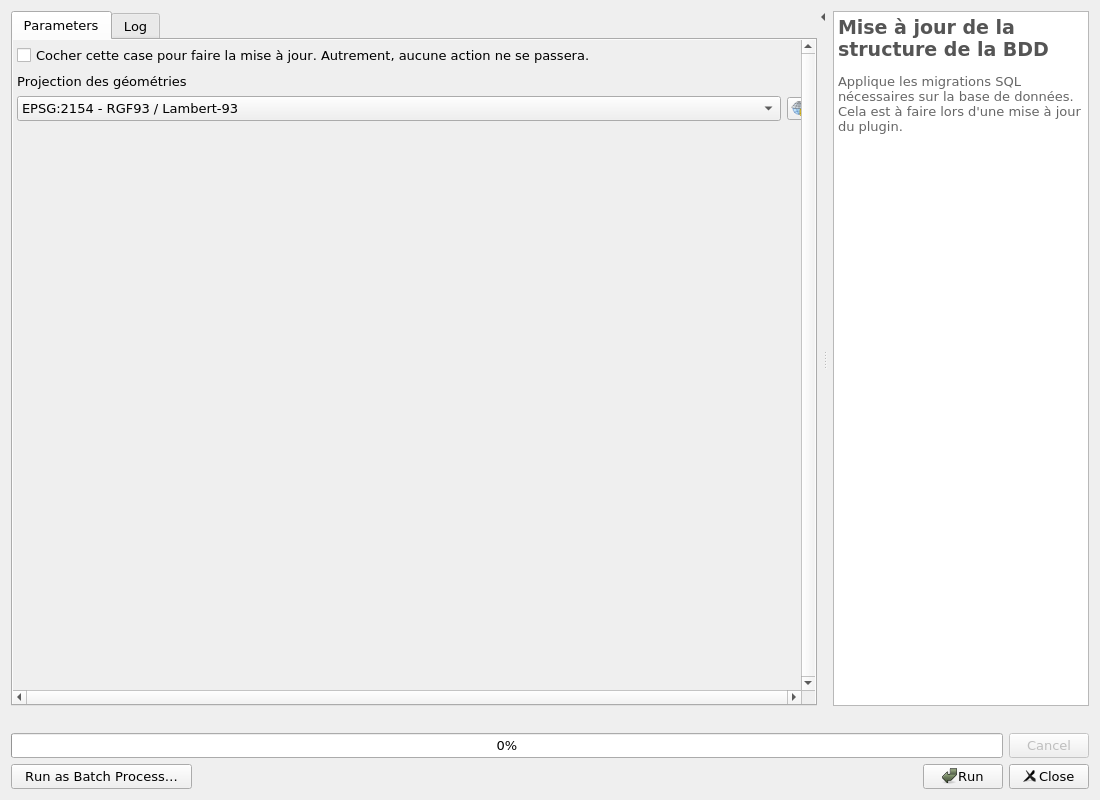 Parameters
Log
Cocher cette case pour faire la mise à jour. Autrement, aucune action ne se passera.
Projection des géométries
EPSG:2154 - RGF93 / Lambert-93
Mise à jour de la
structure de la BDD
Applique les migrations SQL
nécessaires sur la base de données.
Cela est à faire lors d'une mise à jour
du plugin.
0%
Cancel
Run as Batch Process…
Run
Close